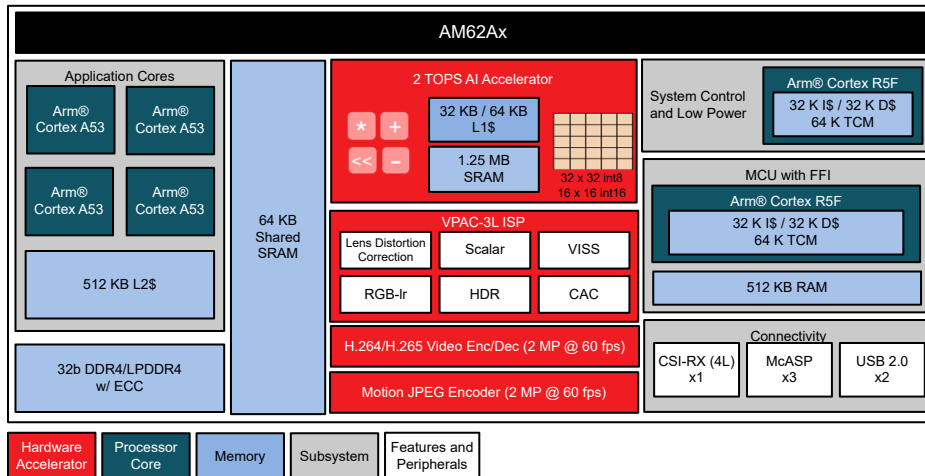 AM62Ax
Application Cores
Arm®
Cortex A53
Arm®
Cortex A53
Arm®
Cortex A53
Arm®
Cortex A53
512 KB L2$
32b DDR4/LPDDR4
w/ ECC
64 KB
Shared
SRAM
2 TOPS AI Accelerator
*
+
<<
-
32 KB / 64 KB
L1$
1.25 MB
SRAM
32 x 32 int8
16 x 16 int16
VPAC-3L ISP
Lens Distortion
Correction
Scalar
VISS
RGB-Ir
HDR
CAC
H.264/H.265 Video Enc/Dec (2 MP @ 60 fps)
Motion JPEG Encoder (2 MP @ 60 fps)
System Control
and Low Power
Arm® Cortex R5F
32 K I$ / 32 K D$
64 K TCM
MCU with FFI
Arm® Cortex R5F
32 K I$ / 32 K D$
64 K TCM
512 KB RAM
Connectivity
CSI-RX (4L)
x1
McASP
x3
USB 2.0
x2
Hardware
Accelerator
Processor
Core
Memory
Subsystem
Features and
Peripherals